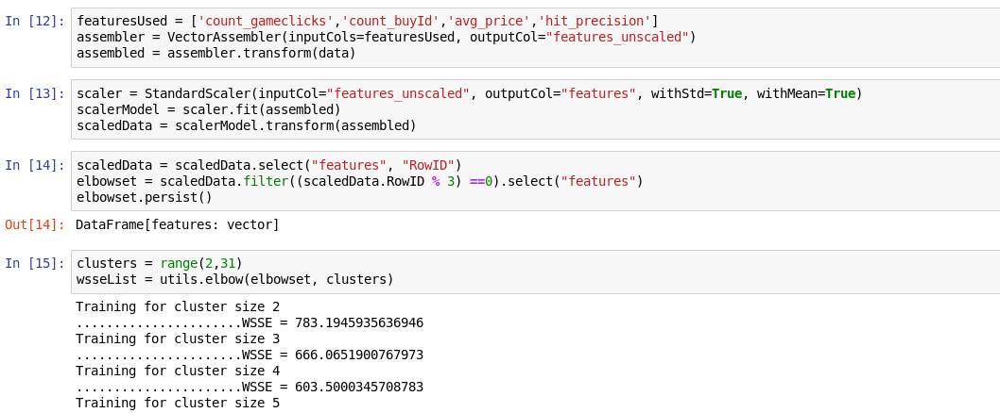 In [12]: featuresUsed = ['count_gameclicks','count_buyId','avg_price','hit_precision']
assembler = VectorAssembler(inputCols=featuresUsed, outputCol="features_unscaled")
assembled = assembler.transform(data)
In [13]: scaler = StandardScaler(inputCol="features_unscaled", outputCol="features", withStd=True, withMean=True)
scalerModel = scaler.fit(assembled)
scaledData = scalerModel.transform(assembled)
In [14]: scaledData = scaledData.select("features", "RowID")
elbowset = scaledData.filter((scaledData.RowID % 3) ==0).select("features")
elbowset.persist()
Out[14]: DataFrame[features: vector]
In [15]: clusters = range(2,31)
wsseList = utils.elbow(elbowset, clusters)
Training for cluster size 2
......................WSSE = 783.1945935636946
Training for cluster size 3
......................WSSE = 666.0651900767973
Training for cluster size 4
......................WSSE = 603.5000345708783
Training for cluster size 5